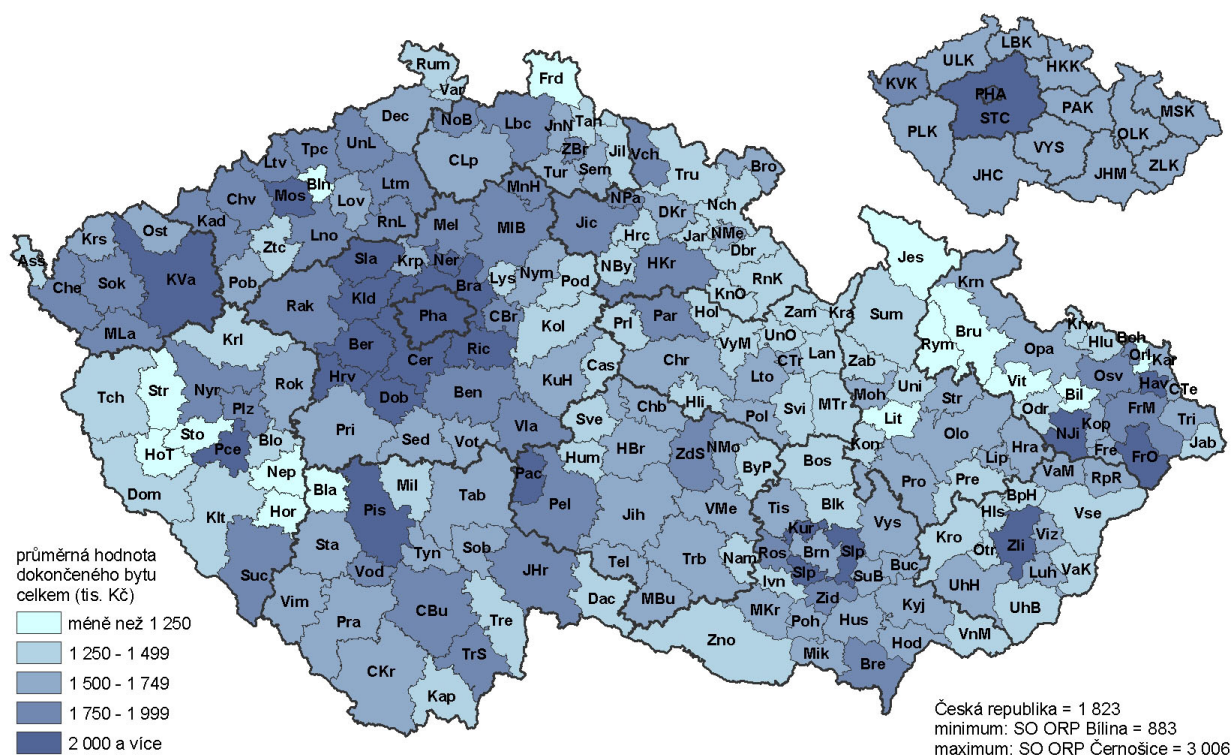 Rum
Var
Frd
Dec
NoB
Lbc
JnN
Tan
ZBr
Jil
Vch
Sem
Tur
CLp
Tru
Bro
UnL
Tpc
Ltv
Bln
Mos
Chv
Kad
Lov
Ltm
RnL
Lno
Ztc
Pob
MnH
Mel
MlB
Jic
NPa
DKr
Nch
Jar
NMe
Dbr
Hrc
HKr
NBy
RnK
KnO
Krs
Ost
Ass
Che
Sok
KVa
MLa
Sla
Krp
Ner
Bra
Lys
Nym
Pod
Rak
Kld
Pha
CBr
Kol
Ber
Cer
Ric
Hrv
Dob
Ben
KuH
Cas
Vla
Pri
Sed
Vot
Krl
Tch
Str
Nyr
Rok
Plz
Sto
HoT
Pce
Blo
Nep
Hor
Dom
Klt
Suc
Prl
Par
Hol
VyM
UnO
Zam
Kra
Chr
CTr
Lan
Lto
Hli
Svi
MTr
Pol
Jes
Sum
Zab
Moh
Uni
Lit
Kon
Str
Olo
Lip
Hra
Pro
Pre
Krn
Bru
Rym
Opa
Vit
Krv
Hlu
Boh
Orl
Kar
Hav
CTe
Osv
Bil
Odr
NJi
Kop
FrM
Fre
Tri
Jab
FrO
Bla
Mil
Tab
Pis
Sta
Vod
Tyn
Sob
JHr
Vim
Pra
CBu
Tre
TrS
CKr
Kap
Dac
Sve
Chb
HBr
Hum
Pac
Pel
ZdS
NMo
ByP
Jih
VMe
Tel
Trb
Nam
MBu
Bos
Blk
Tis
Kur
Vys
Ros
Brn
Slp
Slp
Ivn
SuB
Buc
Zid
MKr
Poh
Hus
Kyj
Zno
Mik
Bre
Hod
VnM
VaM
RpR
BpH
Hls
Vse
Kro
Otr
Zli
Viz
Luh
VaK
UhH
UhB
LBK
ULK
HKK
KVK
PHA
STC
PAK
MSK
PLK
OLK
VYS
JHC
JHM
ZLK
průměrná hodnota
dokončeného bytu
celkem (tis. Kč)
méně než 1 250
1 250 - 1 499
1 500 - 1 749
1 750 - 1 999
2 000 a více
Česká republika = 1 823
minimum: SO ORP Bílina = 883
maximum: SO ORP Černošice = 3 006